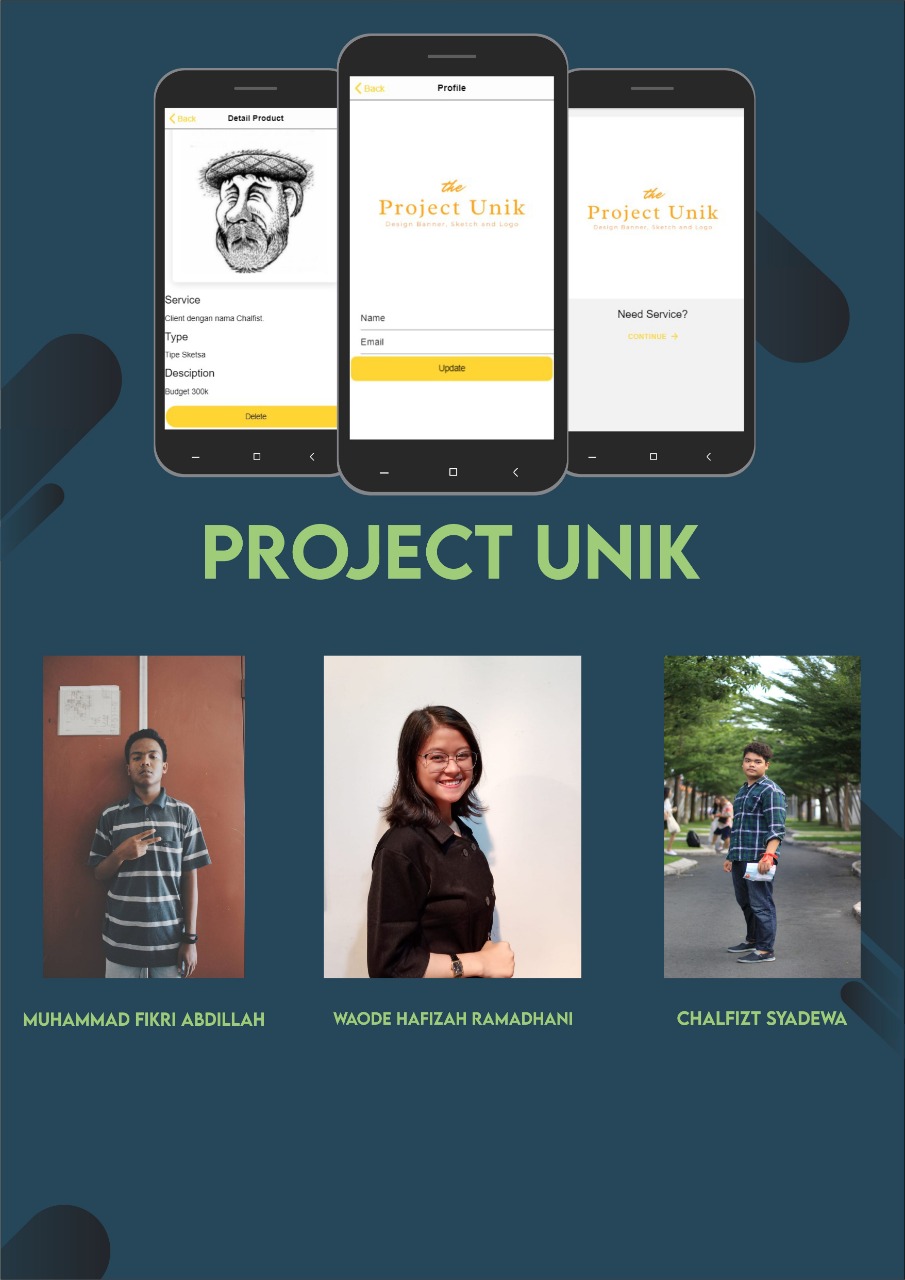 Back
Detail Product
Service
Client dengan nama Chalfist.
Type
Tipe Sketsa
Desciption
Budget 300k
Delete
Back
Profile
the
Project Unik
Design Banner, Sketch and Logo
Name
Email
Update
the
Project Unik
Design Banner, Sketch and Logo
Need Service?
CONTINUE →
PROJECT UNIK
MUHAMMAD FIKRI ABDILLAH
WAODE HAFIZAH RAMADHANI
CHALFIZT SYADEWA